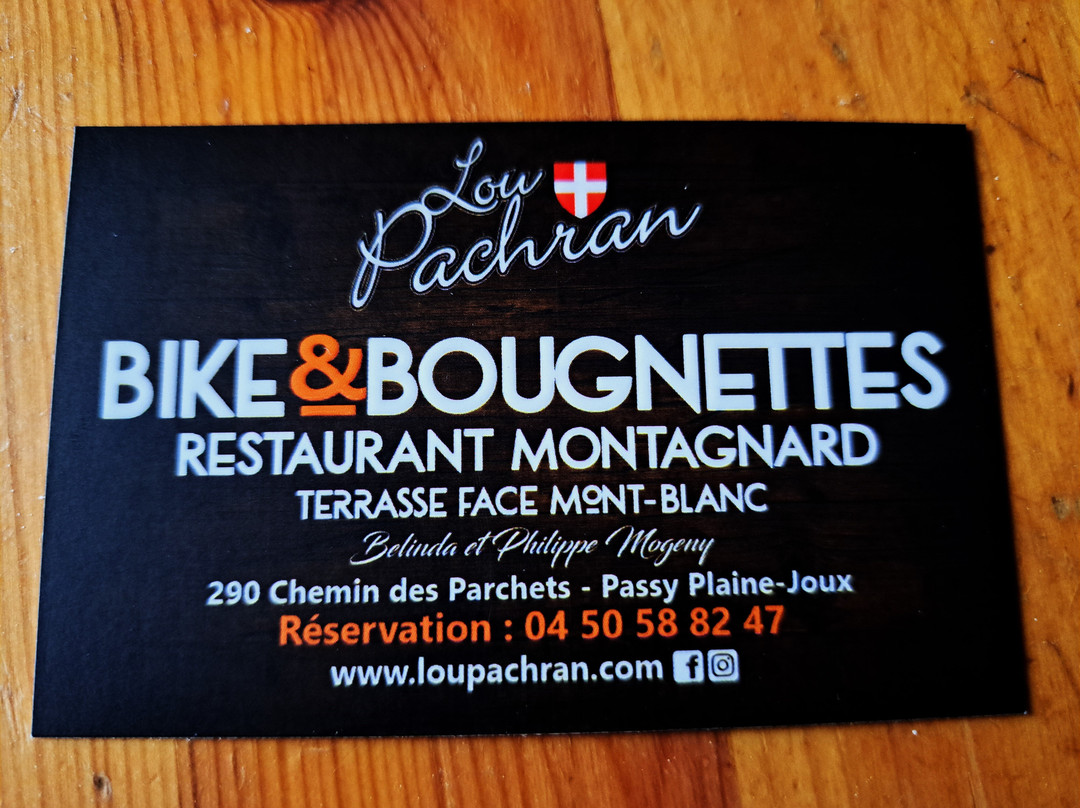 Lou
Pachran
BIKE&BOUGNETTES
RESTAURANT MONTAGNARD
TERRASSE FACE MONT-BLANC
Belinda et Philippe Mogeny
290 Chemin des Parchets - Passy Plaine-Joux
Réservation : 04 50 58 82 47
www.loupachran.com